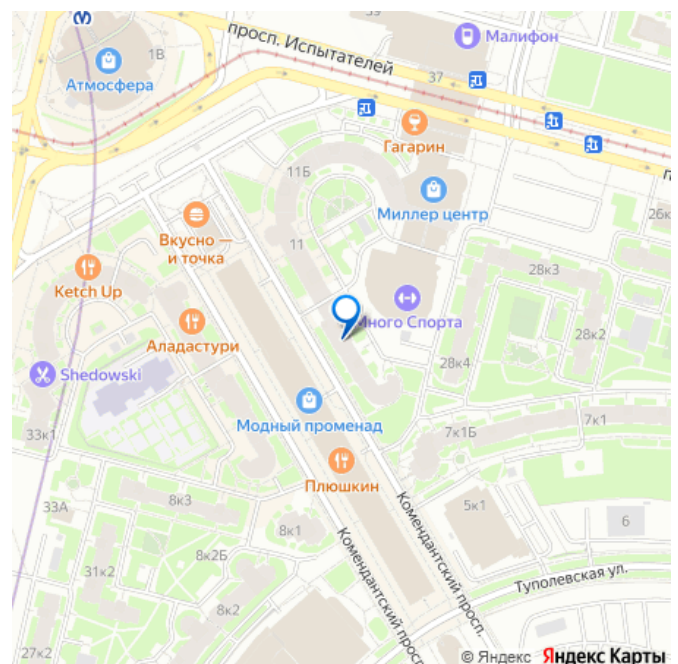 39
просп. Испытателей
Малифон
1В
Атмосфера
37
Гагарин
11Б
Миллер центр
26к
Вкусно —
и точка
11
28к3
Ketch Up
Много Спорта
28к2
Аладастури
28к4
Shedowski
Модный променад
7к1
33к1
7к1Б
Плюшкин
8к3
33А
5к1
6
8к1
Комендантский просп.
8к2Б
31к2
Комендантский просп
Туполевская ул.
8к2
27к2
© Яндекс Яндекс Карты